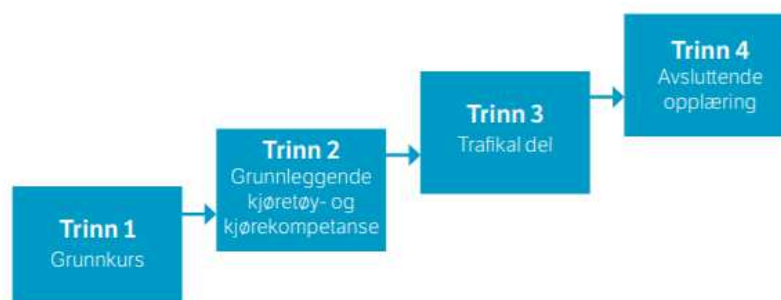 Trinn 1
Grunnkurs
Trinn 2
Grunnleggende
kjøretøy- og
kjørekompetanse
Trinn 3
Trafikal del
Trinn 4
Avsluttende
opplæring